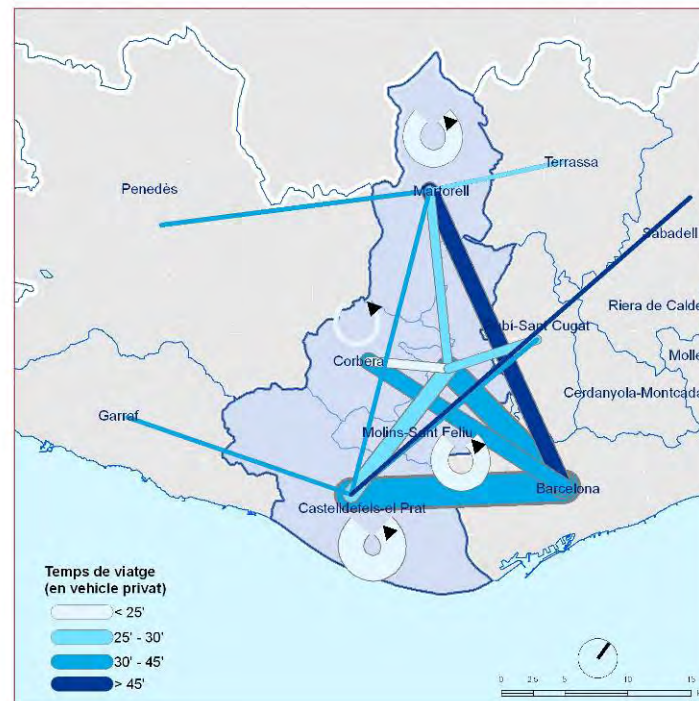 Terrassa
Penedès
Martorell
Sabadell
Riera de Calde
Rubí-Sant Cugat
Molle
Corbera
Cerdanyola-Montcada
Garraf
Molins-Sant Feliu
Barcelona
Castelldefels-el Prat
Temps de viatge
(en vehicle privat)
< 25'
25' - 30'
30' - 45'
> 45'
0 2.5 5 10 15